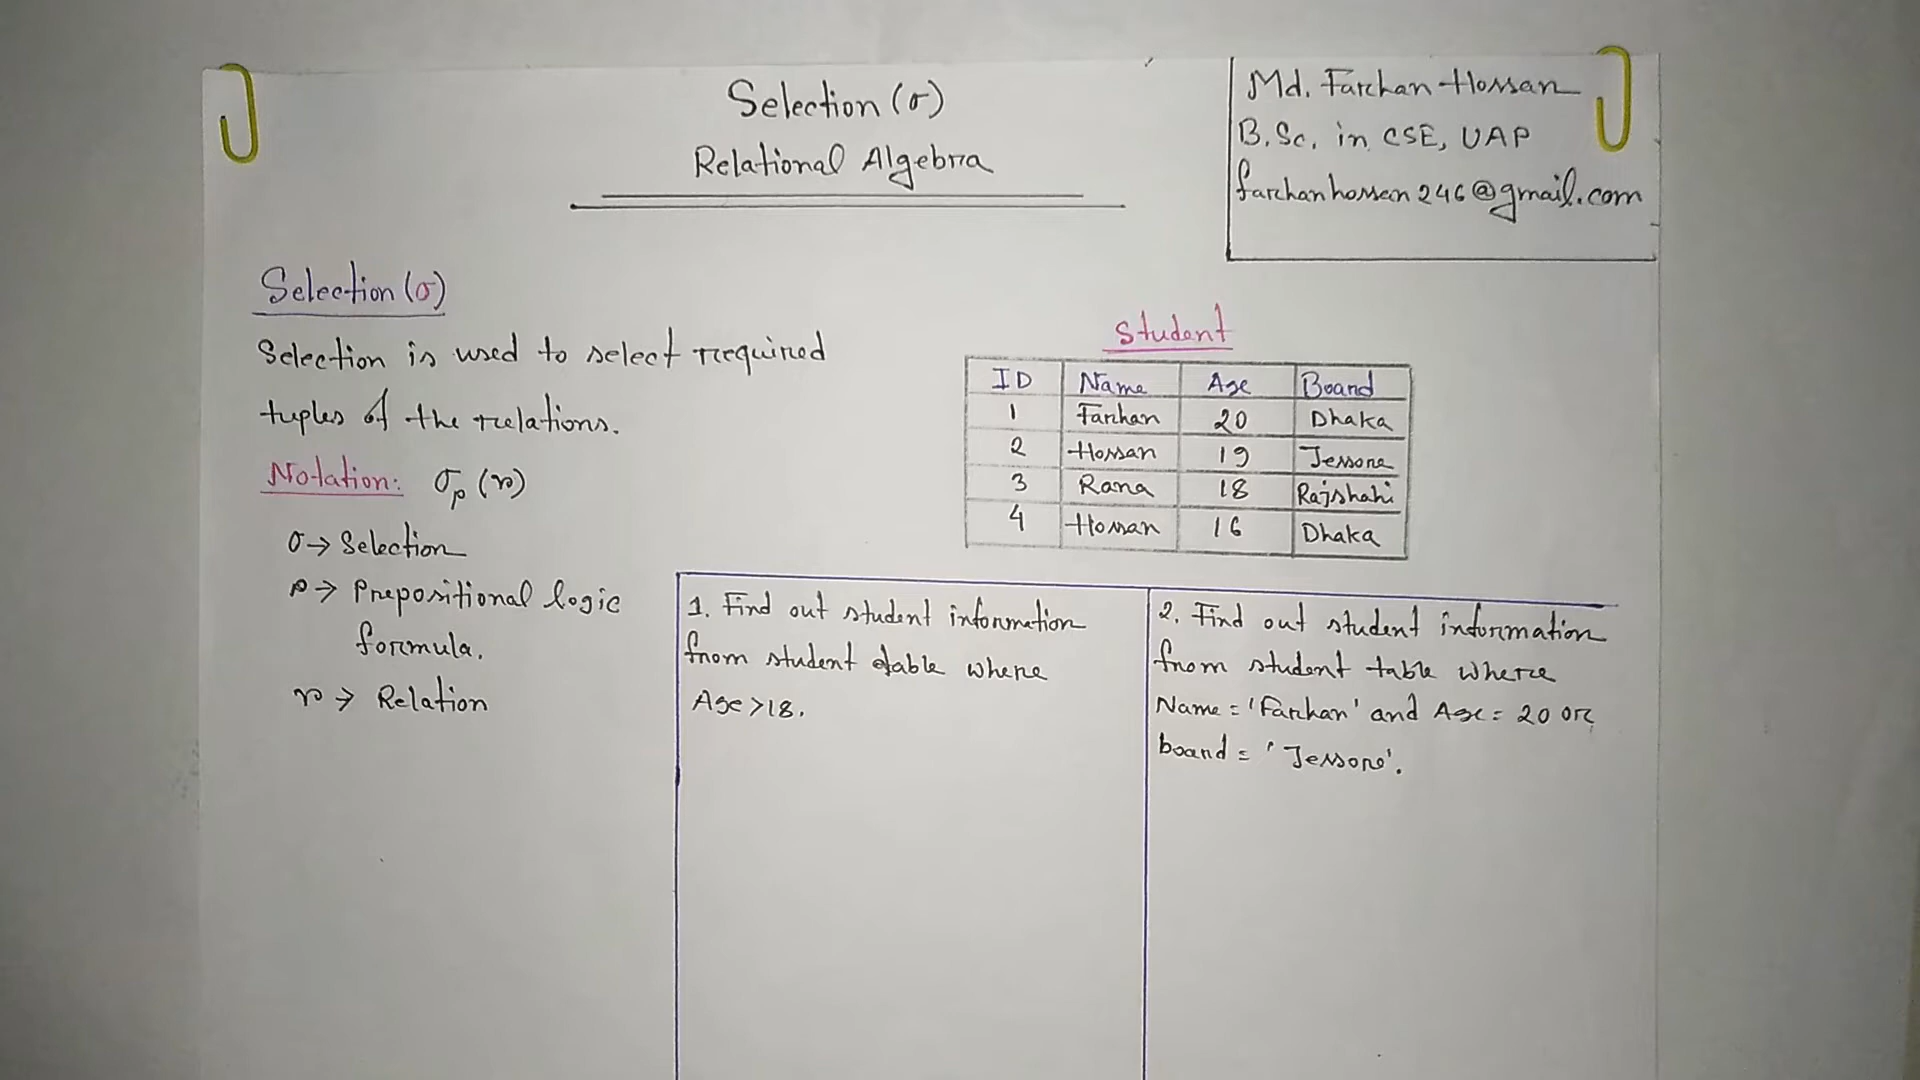 Selection (σ)
Relational Algebra
Md. Farhan Hossan
B.Sc. in CSE, UAP
farhanhossan246@gmail.com
Selection (σ)
Selection is used to select required
tuples of the relations.
Notation: σp (r)
σ → Selection
p → Prepositional logic
formula.
r → Relation
Student
ID Name Age Board
1 Farhan 20 Dhaka
2 Hossan 19 Jessore
3 Rana 18 Rajshahi
4 Hossan 16 Dhaka
1. Find out student information
from student table where
Age > 18.
2. Find out student information
from student table where
Name = 'Farhan' and Age = 20 or
board = 'Jessore'.